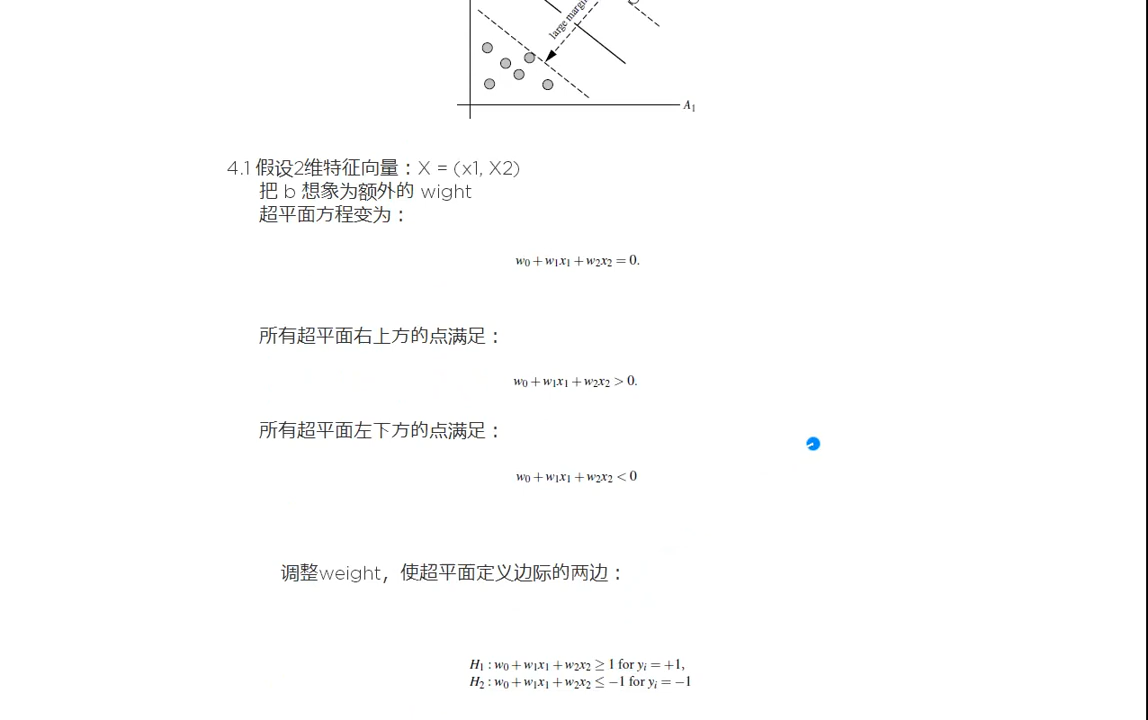 large margin
A1
4.1 假设2维特征向量：X = (x1, X2)
把 b 想象为额外的 wight
超平面方程变为：
w0 + w1x1 + w2x2 = 0.
所有超平面右上方的点满足：
w0 + w1x1 + w2x2 > 0.
所有超平面左下方的点满足：
w0 + w1x1 + w2x2 < 0
调整weight，使超平面定义边际的两边：
H1 : w0 + w1x1 + w2x2 ≥ 1 for yi = +1,
H2 : w0 + w1x1 + w2x2 ≤ −1 for yi = −1